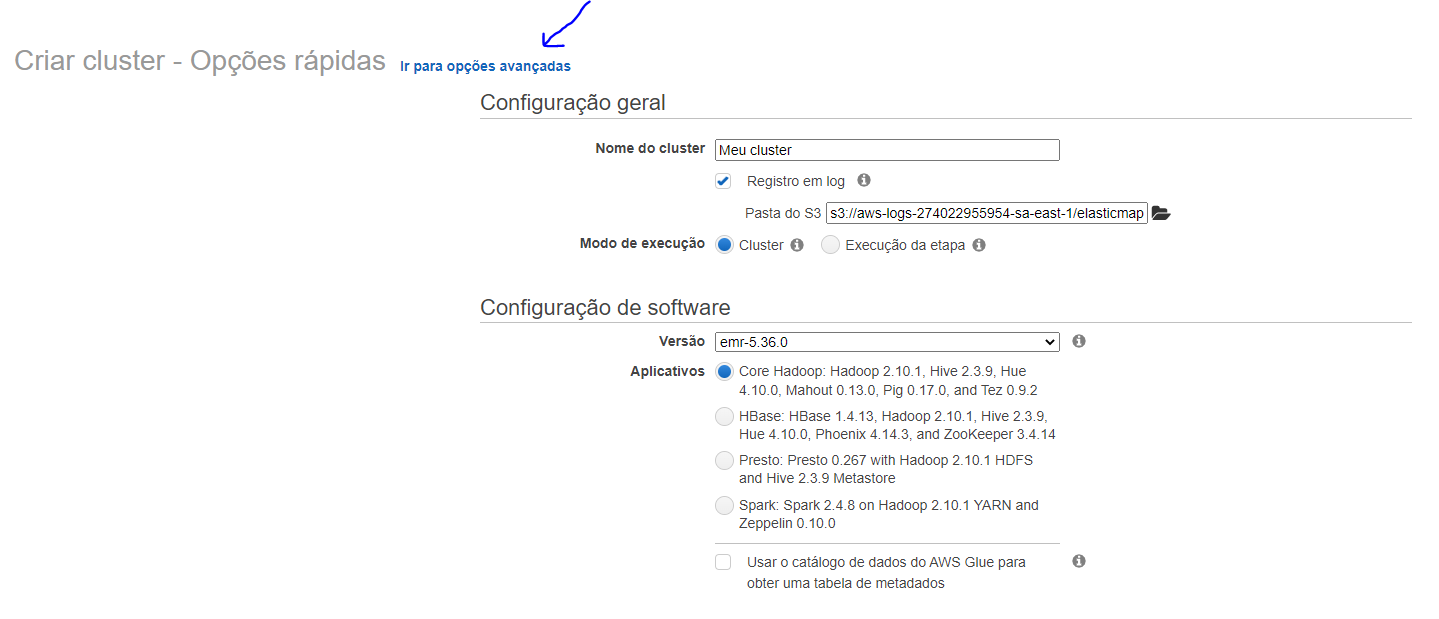 Criar cluster - Opções rápidas Ir para opções avançadas
Configuração geral
Nome do cluster Meu cluster
Registro em log
Pasta do S3 s3://aws-logs-274022955954-sa-east-1/elasticmap
Modo de execução Cluster Execução da etapa
Configuração de software
Versão emr-5.36.0
Aplicativos Core Hadoop: Hadoop 2.10.1, Hive 2.3.9, Hue
4.10.0, Mahout 0.13.0, Pig 0.17.0, and Tez 0.9.2
HBase: HBase 1.4.13, Hadoop 2.10.1, Hive 2.3.9,
Hue 4.10.0, Phoenix 4.14.3, and ZooKeeper 3.4.14
Presto: Presto 0.267 with Hadoop 2.10.1 HDFS
and Hive 2.3.9 Metastore
Spark: Spark 2.4.8 on Hadoop 2.10.1 YARN and
Zeppelin 0.10.0
Usar o catálogo de dados do AWS Glue para
obter uma tabela de metadados